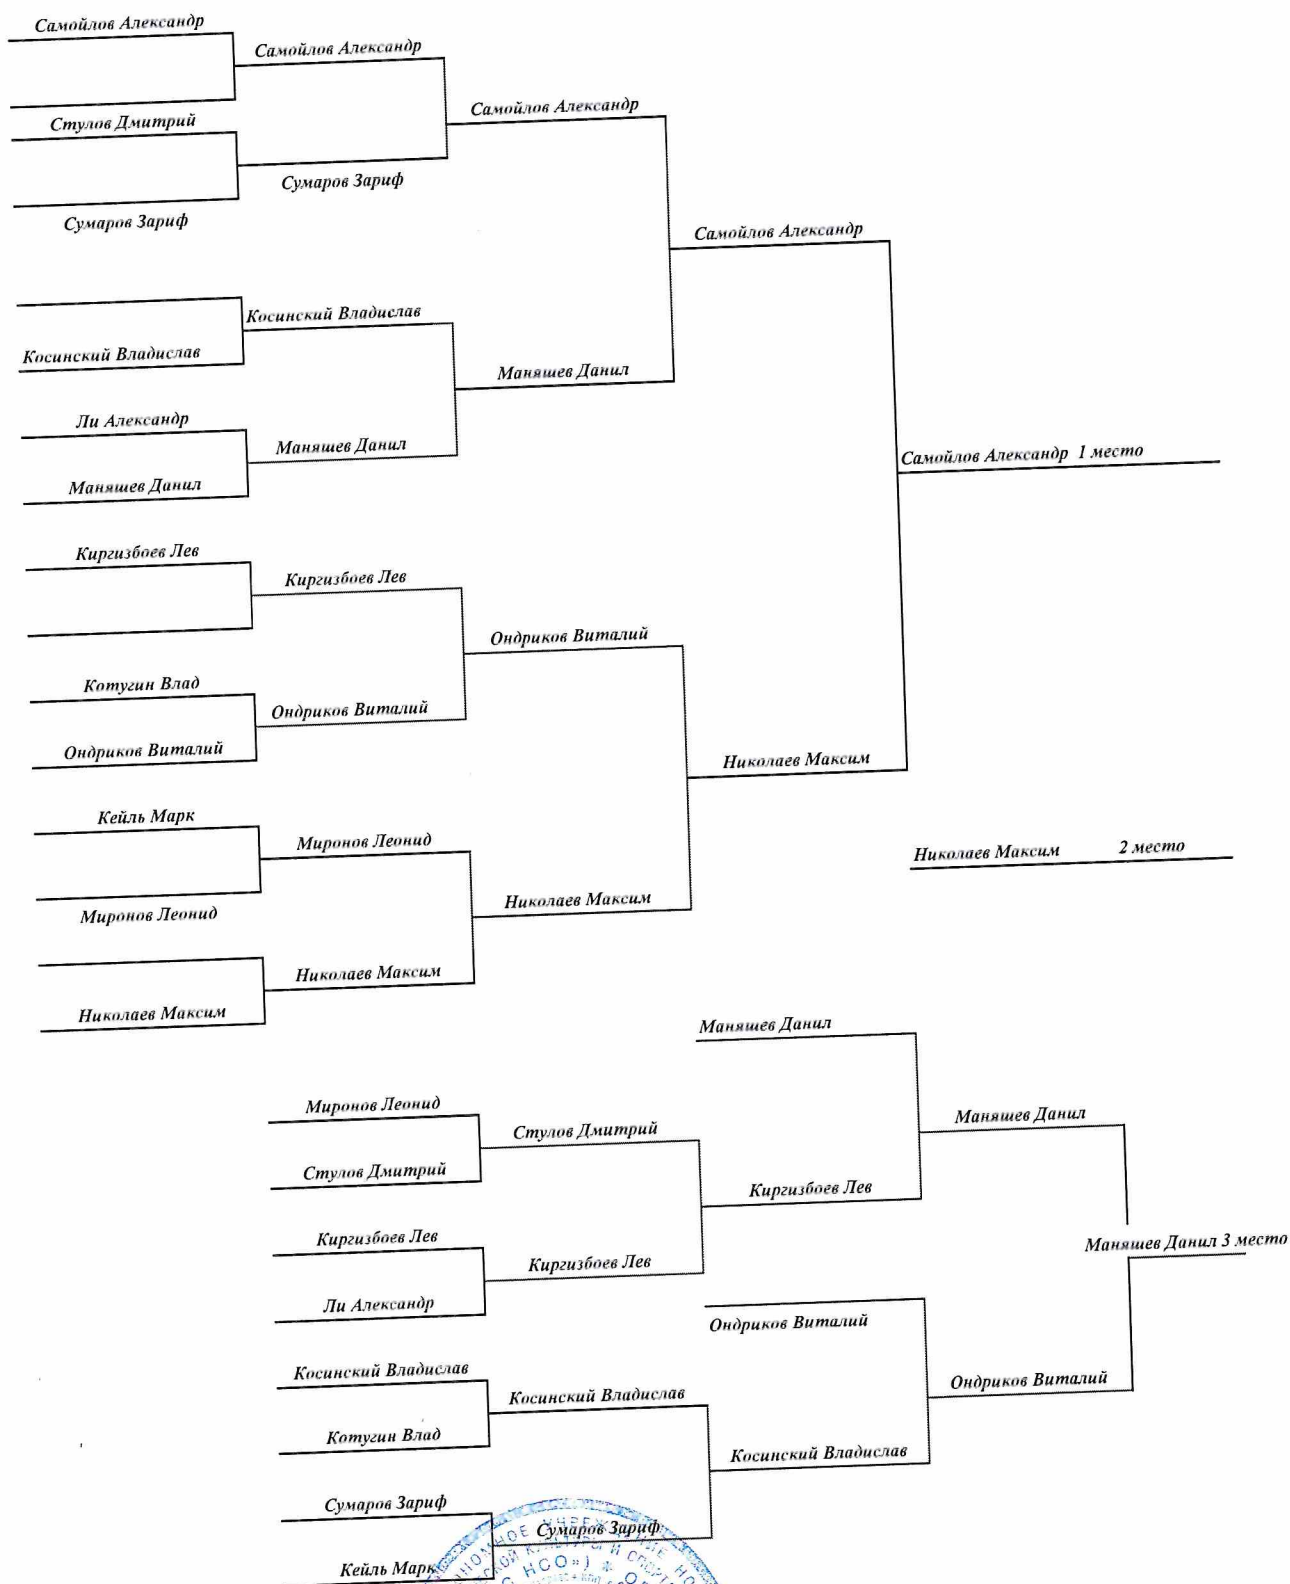 Самойлов Александр
Самойлов Александр
Самойлов Александр
Стулов Дмитрий
Сумаров Зариф
Сумаров Зариф
Самойлов Александр
Косинский Владислав
Косинский Владислав
Маняшев Данил
Ли Александр
Маняшев Данил
Самойлов Александр 1 место
Маняшев Данил
Киргизбоев Лев
Киргизбоев Лев
Ондриков Виталий
Котугин Влад
Ондриков Виталий
Ондриков Виталий
Николаев Максим
Кейль Марк
Миронов Леонид
Николаев Максим 2 место
Николаев Максим
Миронов Леонид
Николаев Максим
Николаев Максим
Маняшев Данил
Миронов Леонид
Стулов Дмитрий
Маняшев Данил
Стулов Дмитрий
Киргизбоев Лев
Киргизбоев Лев
Маняшев Данил 3 место
Киргизбоев Лев
Ли Александр
Ондриков Виталий
Косинский Владислав
Косинский Владислав
Ондриков Виталий
Котугин Влад
Косинский Владислав
Сумаров Зариф
Сумаров Зариф
Кейль Марк